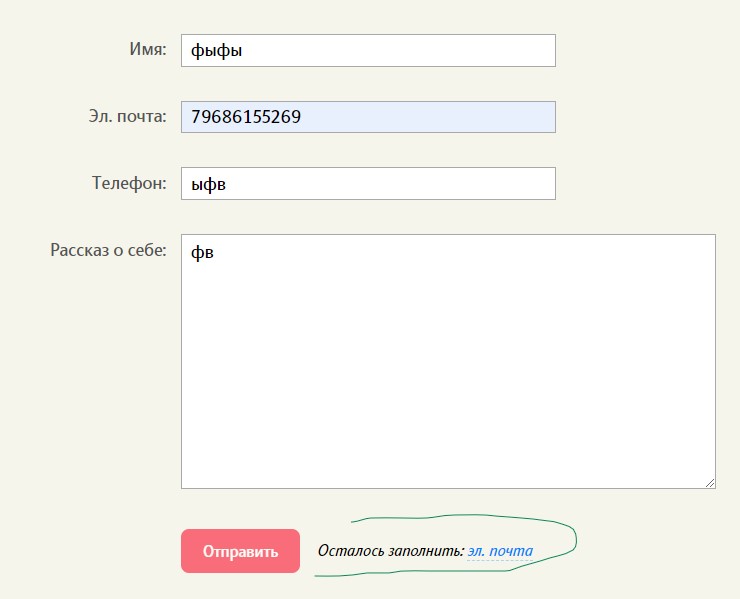 Имя: фыфы
Эл. почта: 79686155269
Телефон: ыфв
Рассказ о себе: фв
Отправить Осталось заполнить: эл. почта